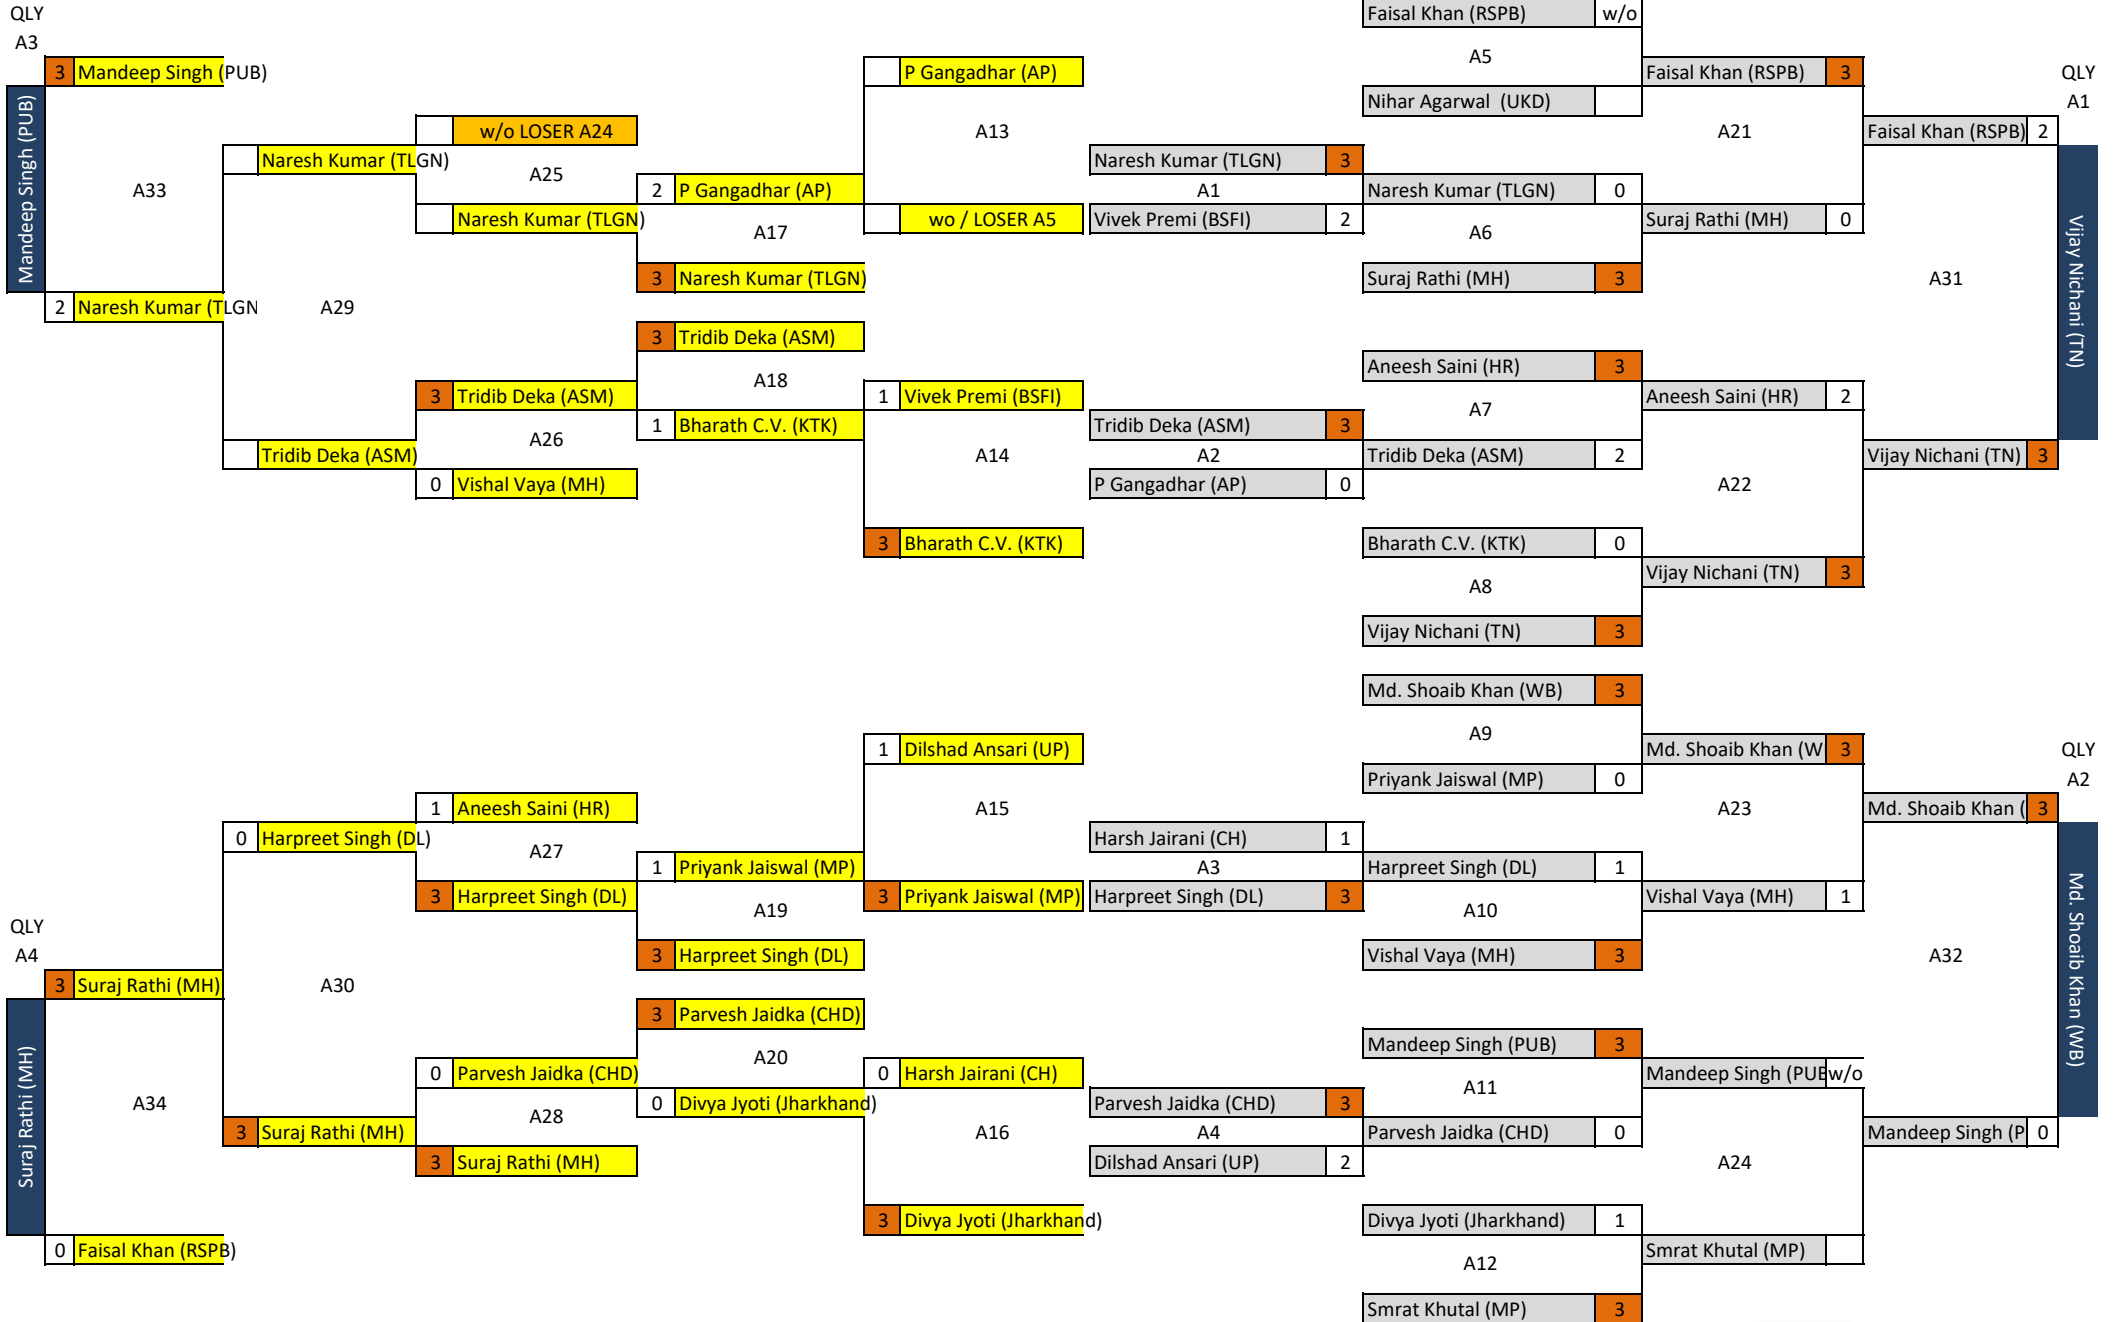 QLY
A3
3 Mandeep Singh (PUB)
Mandeep Singh (PUB)
A33
2 Naresh Kumar (TLGN
Naresh Kumar (TLGN)
A29
Tridib Deka (ASM)
w/o LOSER A24
A25
Naresh Kumar (TLGN)
3 Tridib Deka (ASM)
A26
0 Vishal Vaya (MH)
2 P Gangadhar (AP)
A17
3 Naresh Kumar (TLGN)
3 Tridib Deka (ASM)
A18
1 Bharath C.V. (KTK)
P Gangadhar (AP)
A13
wo / LOSER A5
1 Vivek Premi (BSFI)
A14
3 Bharath C.V. (KTK)
Naresh Kumar (TLGN) 3
A1
Vivek Premi (BSFI) 2
Tridib Deka (ASM) 3
A2
P Gangadhar (AP) 0
Faisal Khan (RSPB) w/o
A5
Nihar Agarwal (UKD)
Naresh Kumar (TLGN) 0
A6
Suraj Rathi (MH) 3
Aneesh Saini (HR) 3
A7
Tridib Deka (ASM) 2
Bharath C.V. (KTK) 0
A8
Vijay Nichani (TN) 3
Faisal Khan (RSPB) 3
A21
Suraj Rathi (MH) 0
Aneesh Saini (HR) 2
A22
Vijay Nichani (TN) 3
QLY
A1
Faisal Khan (RSPB) 2
A31
Vijay Nichani (TN) 3
Vijay Nichani (TN)
QLY
A4
3 Suraj Rathi (MH)
Suraj Rathi (MH)
A34
0 Faisal Khan (RSPB)
0 Harpreet Singh (DL)
A30
3 Suraj Rathi (MH)
1 Aneesh Saini (HR)
A27
3 Harpreet Singh (DL)
0 Parvesh Jaidka (CHD)
A28
3 Suraj Rathi (MH)
1 Priyank Jaiswal (MP)
A19
3 Harpreet Singh (DL)
3 Parvesh Jaidka (CHD)
A20
0 Divya Jyoti (Jharkhand)
1 Dilshad Ansari (UP)
A15
3 Priyank Jaiswal (MP)
0 Harsh Jairani (CH)
A16
3 Divya Jyoti (Jharkhand)
Harsh Jairani (CH) 1
A3
Harpreet Singh (DL) 3
Parvesh Jaidka (CHD) 3
A4
Dilshad Ansari (UP) 2
Md. Shoaib Khan (WB) 3
A9
Priyank Jaiswal (MP) 0
Harpreet Singh (DL) 1
A10
Vishal Vaya (MH) 3
Mandeep Singh (PUB) 3
A11
Parvesh Jaidka (CHD) 0
Divya Jyoti (Jharkhand) 1
A12
Smrat Khutal (MP) 3
Md. Shoaib Khan (W 3
A23
Vishal Vaya (MH) 1
Mandeep Singh (PUB w/o
A24
Smrat Khutal (MP)
QLY
A2
Md. Shoaib Khan ( 3
A32
Mandeep Singh (P 0
Md. Shoaib Khan (WB)